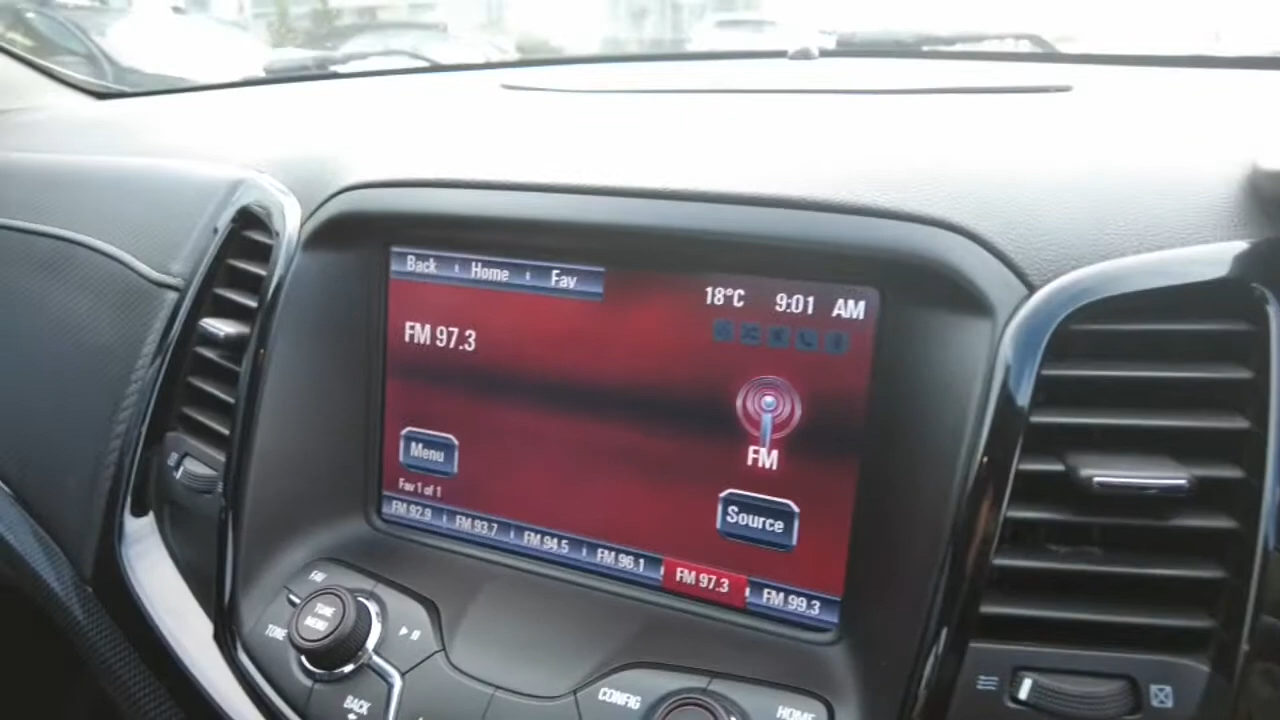 Back Home Fav
18°C 9:01 AM
FM 97.3
FM
Menu
Source
Fav 1 of 1
FM 92.9 FM 93.7 FM 94.5 FM 96.1 FM 97.3 FM 99.3
FAV
TUNE
MENU
TONE
BACK
CONFIG
HOME